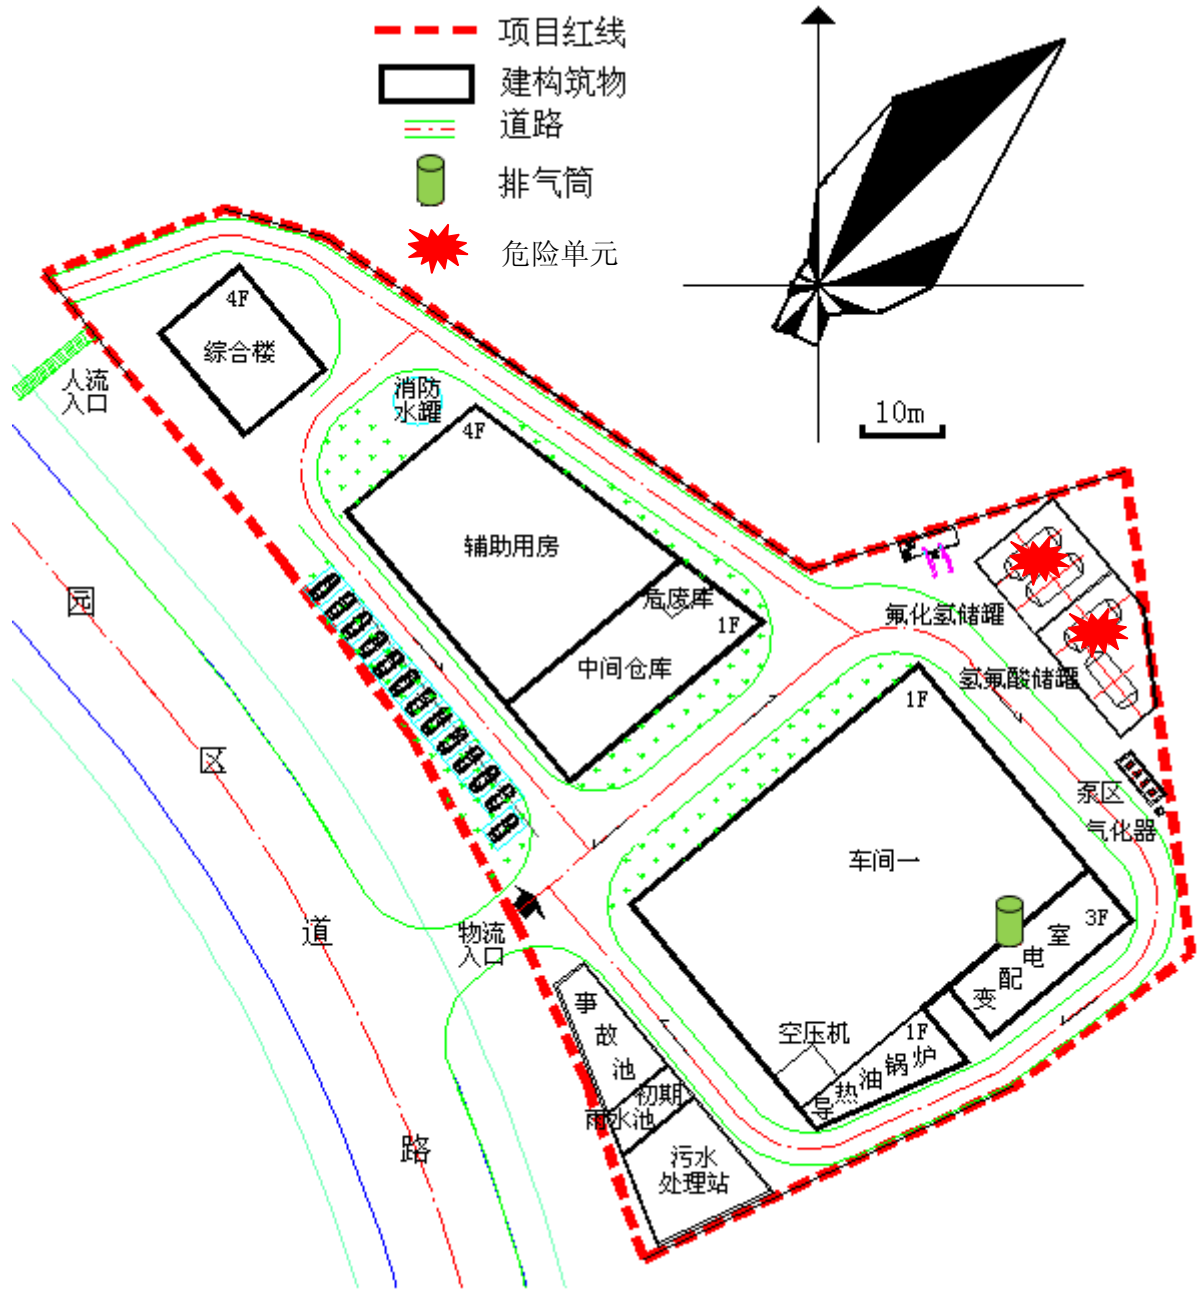 项目红线
建构筑物
道路
排气筒
危险单元
10m
4F
综合楼
人流
入口
消防
水罐
4F
辅助用房
危废库
1F
中间仓库
氟化氢储罐
氢氟酸储罐
泵区
气化器
1F
车间一
3F
变配电室
空压机
1F
导热油锅炉
物流
入口
事故池
初期
雨水池
污水
处理站
园区道路